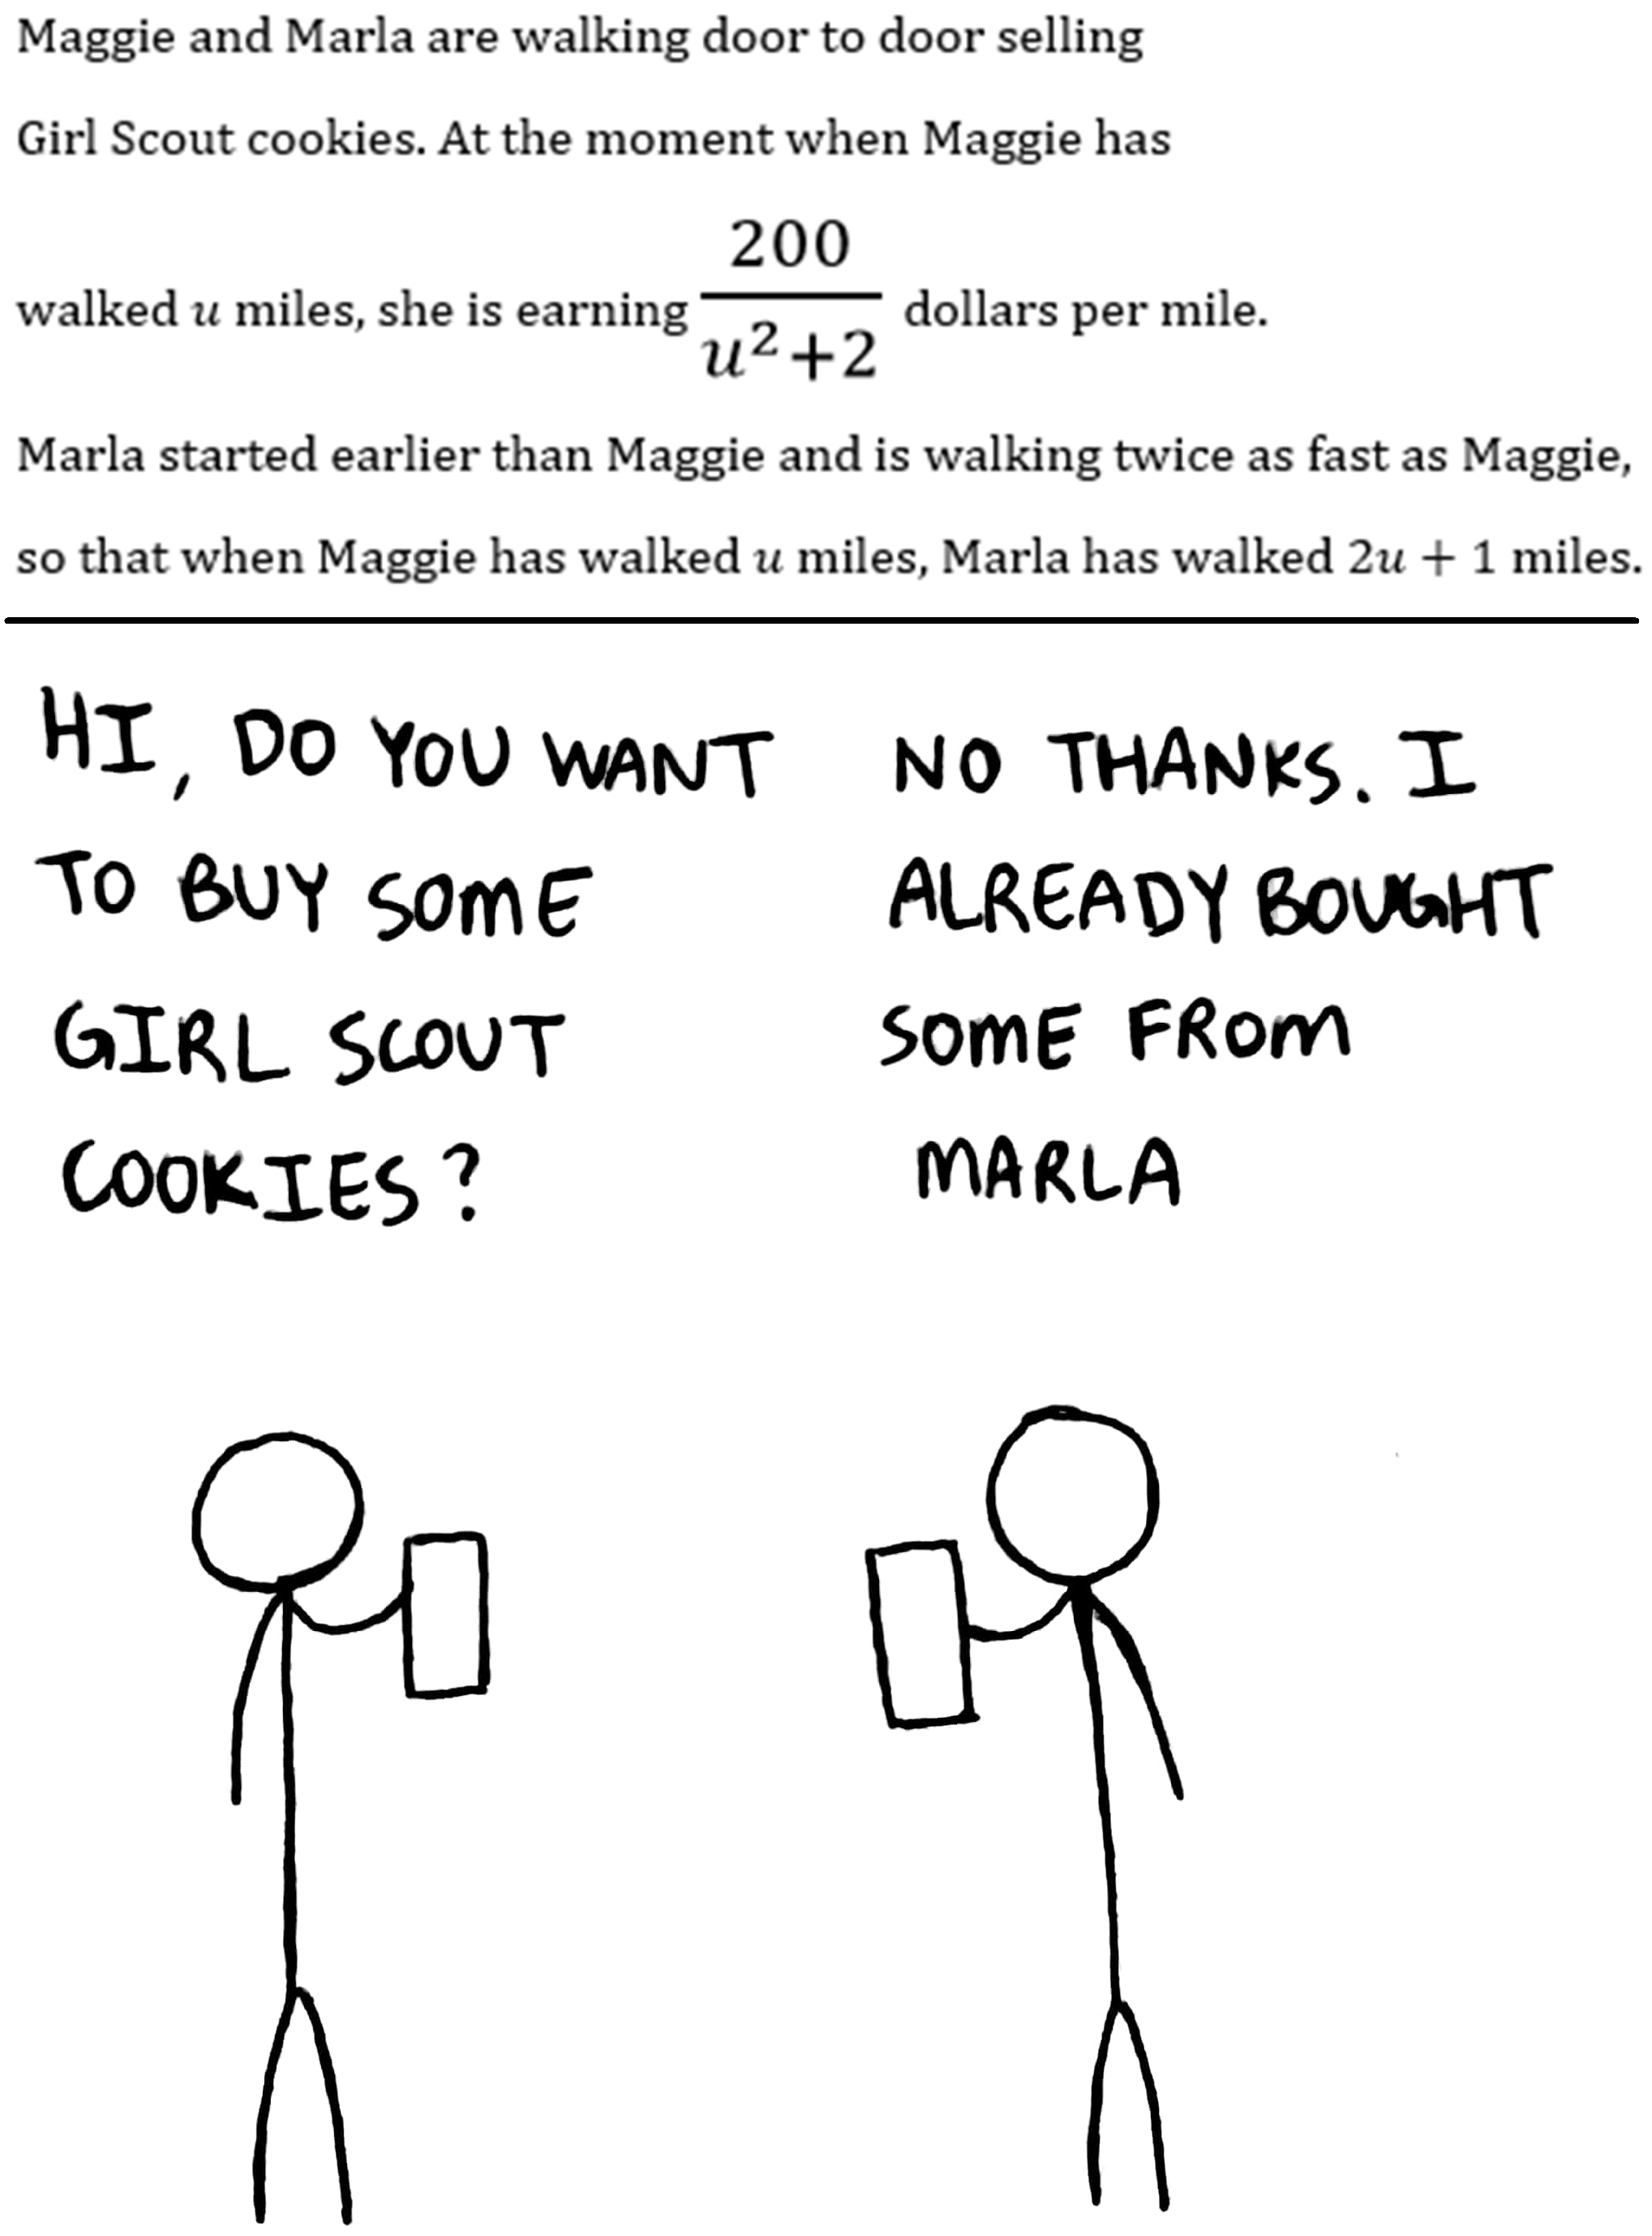 Maggie and Marla are walking door to door selling
Girl Scout cookies. At the moment when Maggie has
walked u miles, she is earning 200/(u²+2) dollars per mile.
Marla started earlier than Maggie and is walking twice as fast as Maggie,
so that when Maggie has walked u miles, Marla has walked 2u + 1 miles.
HI, DO YOU WANT
TO BUY SOME
GIRL SCOUT
COOKIES?
NO THANKS. I
ALREADY BOUGHT
SOME FROM
MARLA